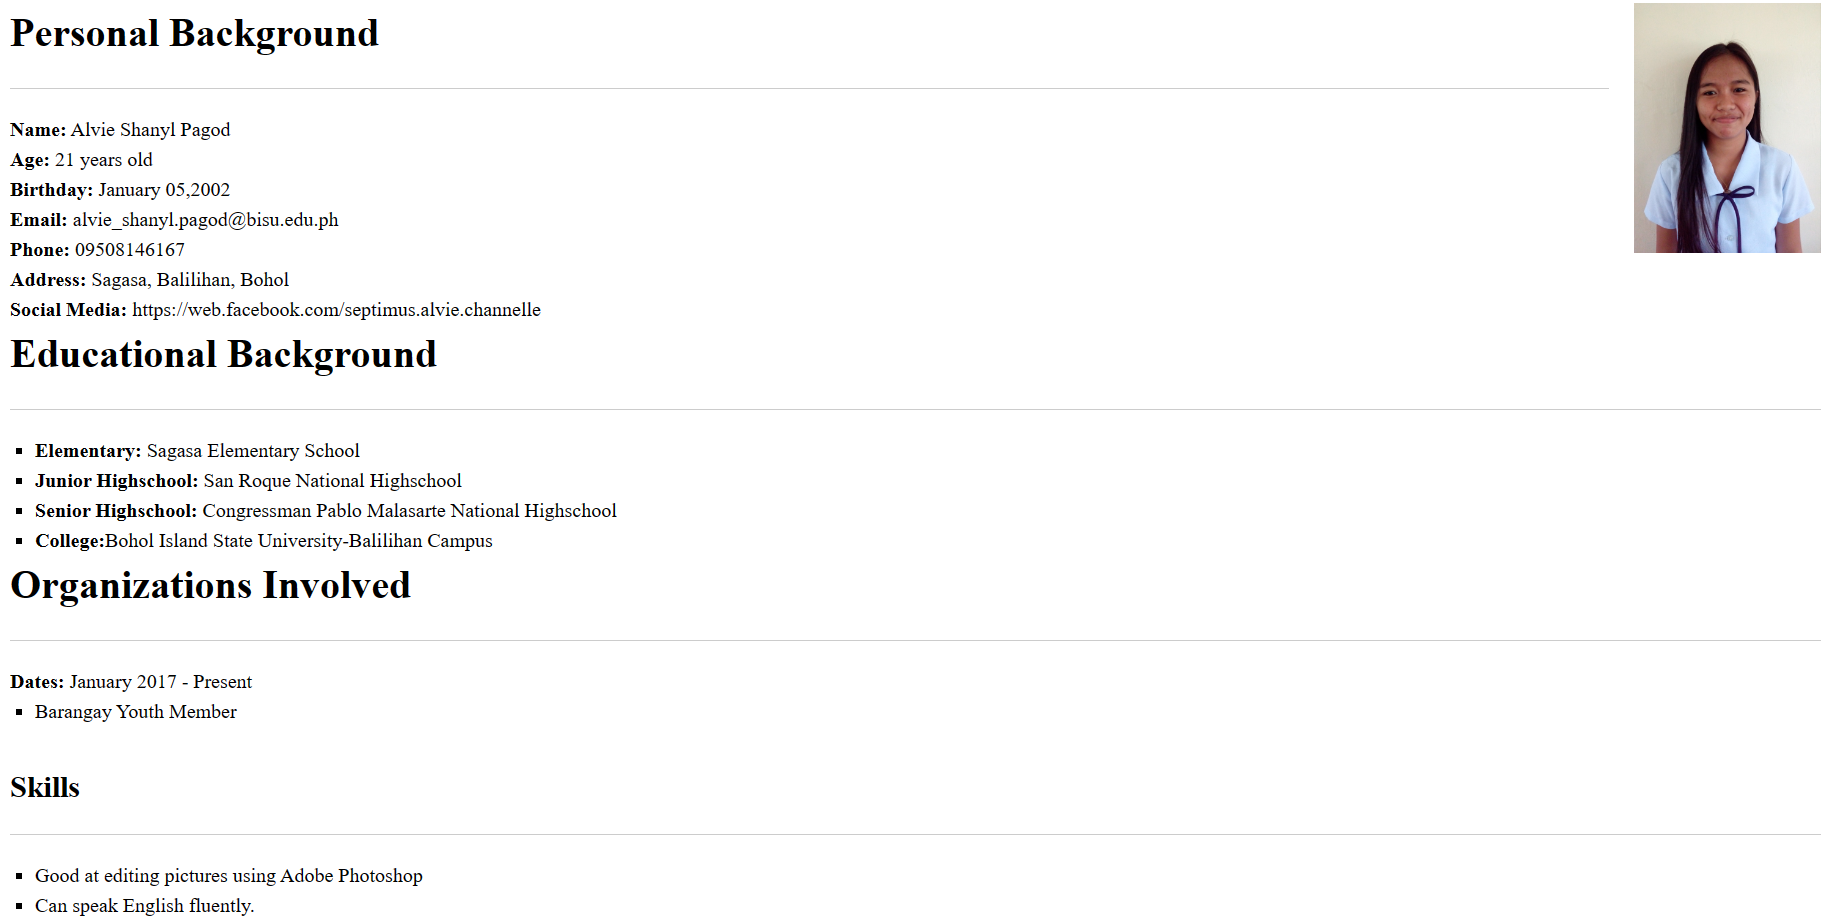 Personal Background
Name: Alvie Shanyl Pagod
Age: 21 years old
Birthday: January 05,2002
Email: alvie_shanyl.pagod@bisu.edu.ph
Phone: 09508146167
Address: Sagasa, Balilihan, Bohol
Social Media: https://web.facebook.com/septimus.alvie.channelle
Educational Background
Elementary: Sagasa Elementary School
Junior Highschool: San Roque National Highschool
Senior Highschool: Congressman Pablo Malasarte National Highschool
College:Bohol Island State University-Balilihan Campus
Organizations Involved
Dates: January 2017 - Present
Barangay Youth Member
Skills
Good at editing pictures using Adobe Photoshop
Can speak English fluently.